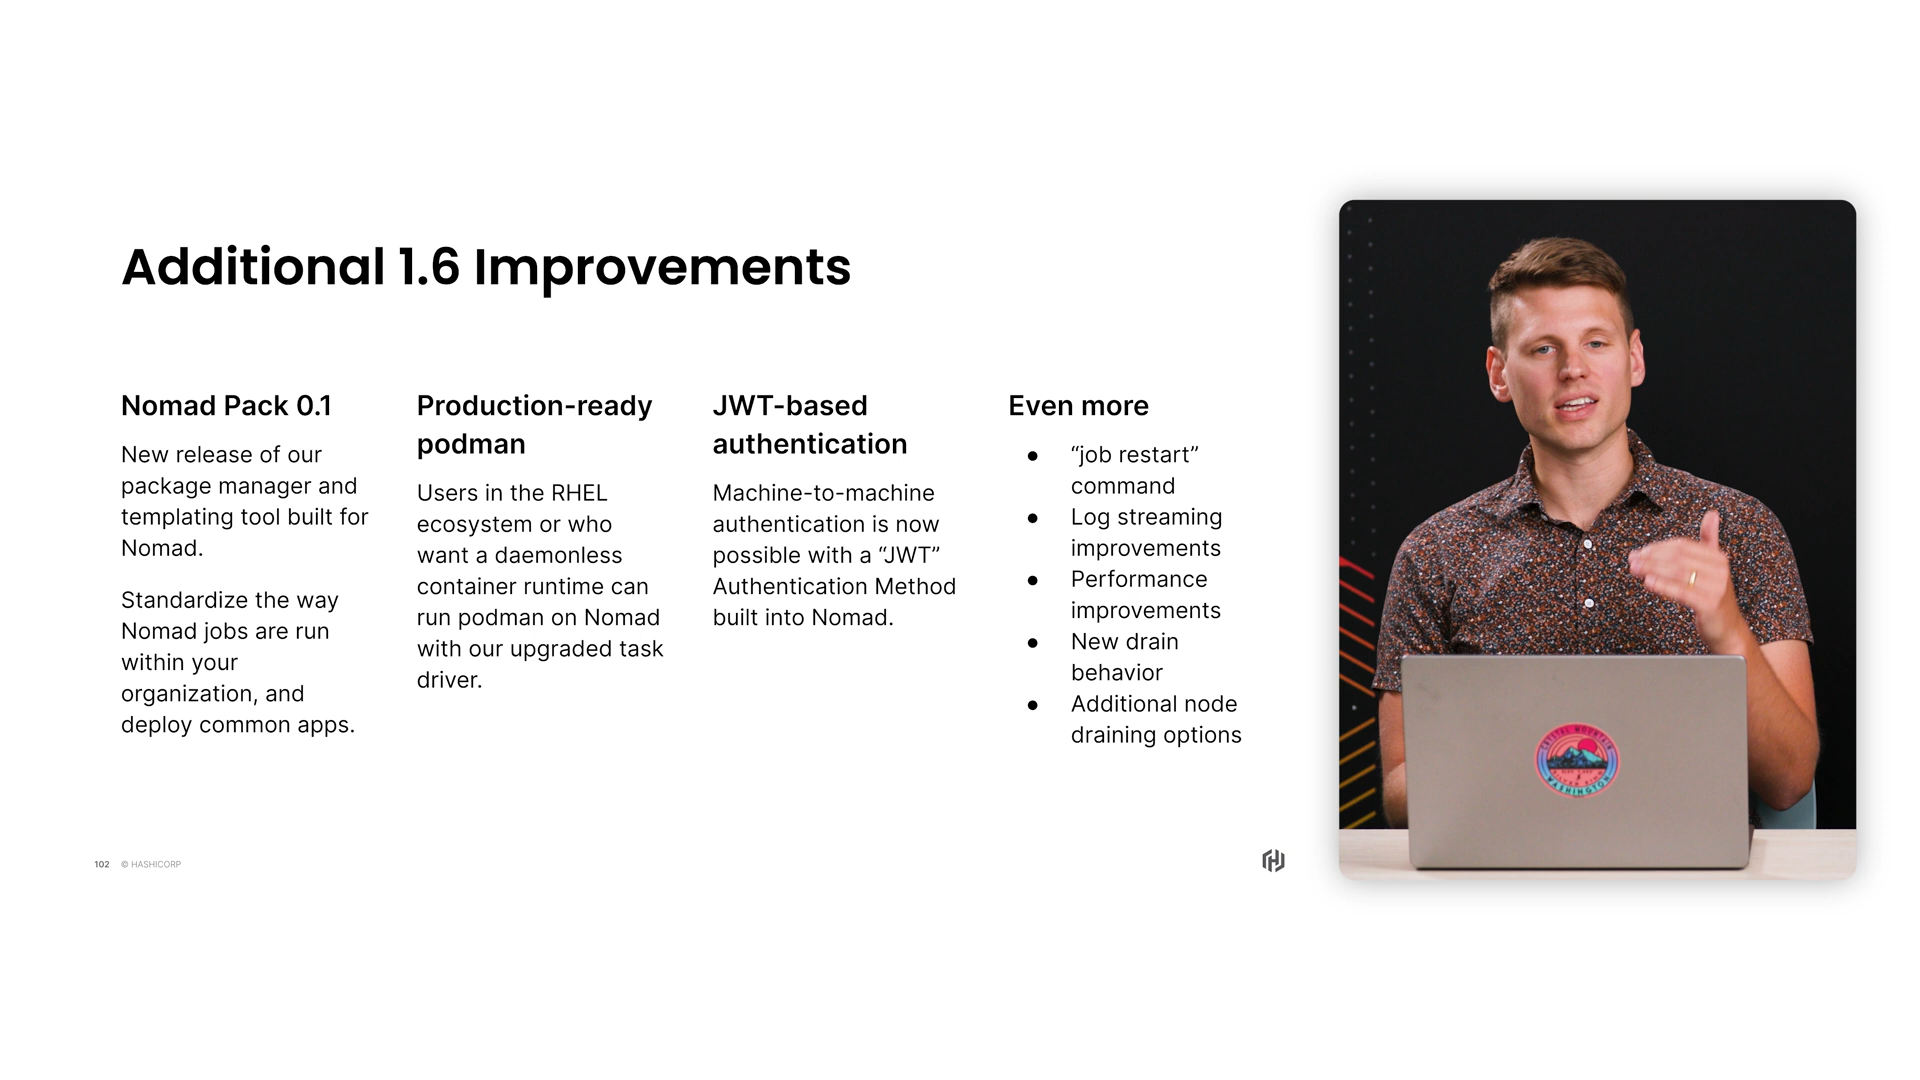 Additional 1.6 Improvements
Nomad Pack 0.1
New release of our
package manager and
templating tool built for
Nomad.
Standardize the way
Nomad jobs are run
within your
organization, and
deploy common apps.
Production-ready
podman
Users in the RHEL
ecosystem or who
want a daemonless
container runtime can
run podman on Nomad
with our upgraded task
driver.
JWT-based
authentication
Machine-to-machine
authentication is now
possible with a “JWT”
Authentication Method
built into Nomad.
Even more
● “job restart”
command
● Log streaming
improvements
● Performance
improvements
● New drain
behavior
● Additional node
draining options
102 © HASHICORP
CRYSTAL MOUNTAIN
WASHINGTON